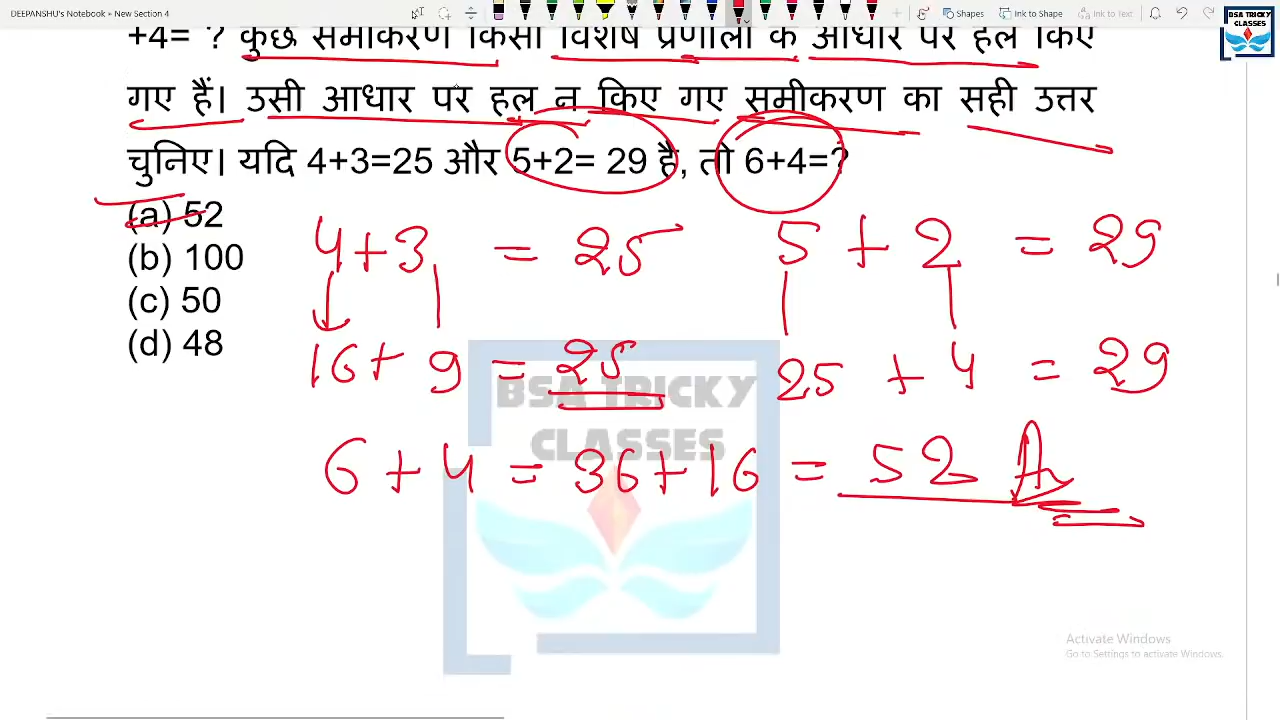 DEEPANSHU's Notebook » New Section 4
Shapes
Ink to Shape
Ink to Text
BSA TRICKY
CLASSES
+4= ? कुछ समीकरण किसी विशेष प्रणाली के आधार पर हल किए
गए हैं। उसी आधार पर हल न किए गए समीकरण का सही उत्तर
चुनिए। यदि 4+3=25 और 5+2= 29 है, तो 6+4=?
(a) 52
(b) 100
(c) 50
(d) 48
4+3 = 25
5 + 2 = 29
16+ 9 = 25
25 + 4 = 29
BSA TRICKY
CLASSES
6 + 4 = 36+16 = 52
Activate Windows
Go to Settings to activate Windows.